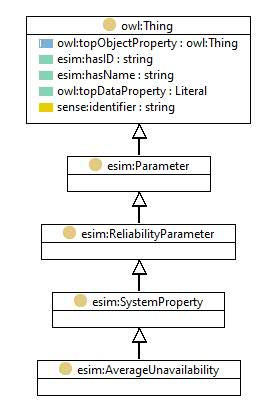 owl:Thing
owl:topObjectProperty : owl:Thing
esim:hasID : string
esim:hasName : string
owl:topDataProperty : Literal
sense:identifier : string
esim:Parameter
esim:ReliabilityParameter
esim:SystemProperty
esim:AverageUnavailability